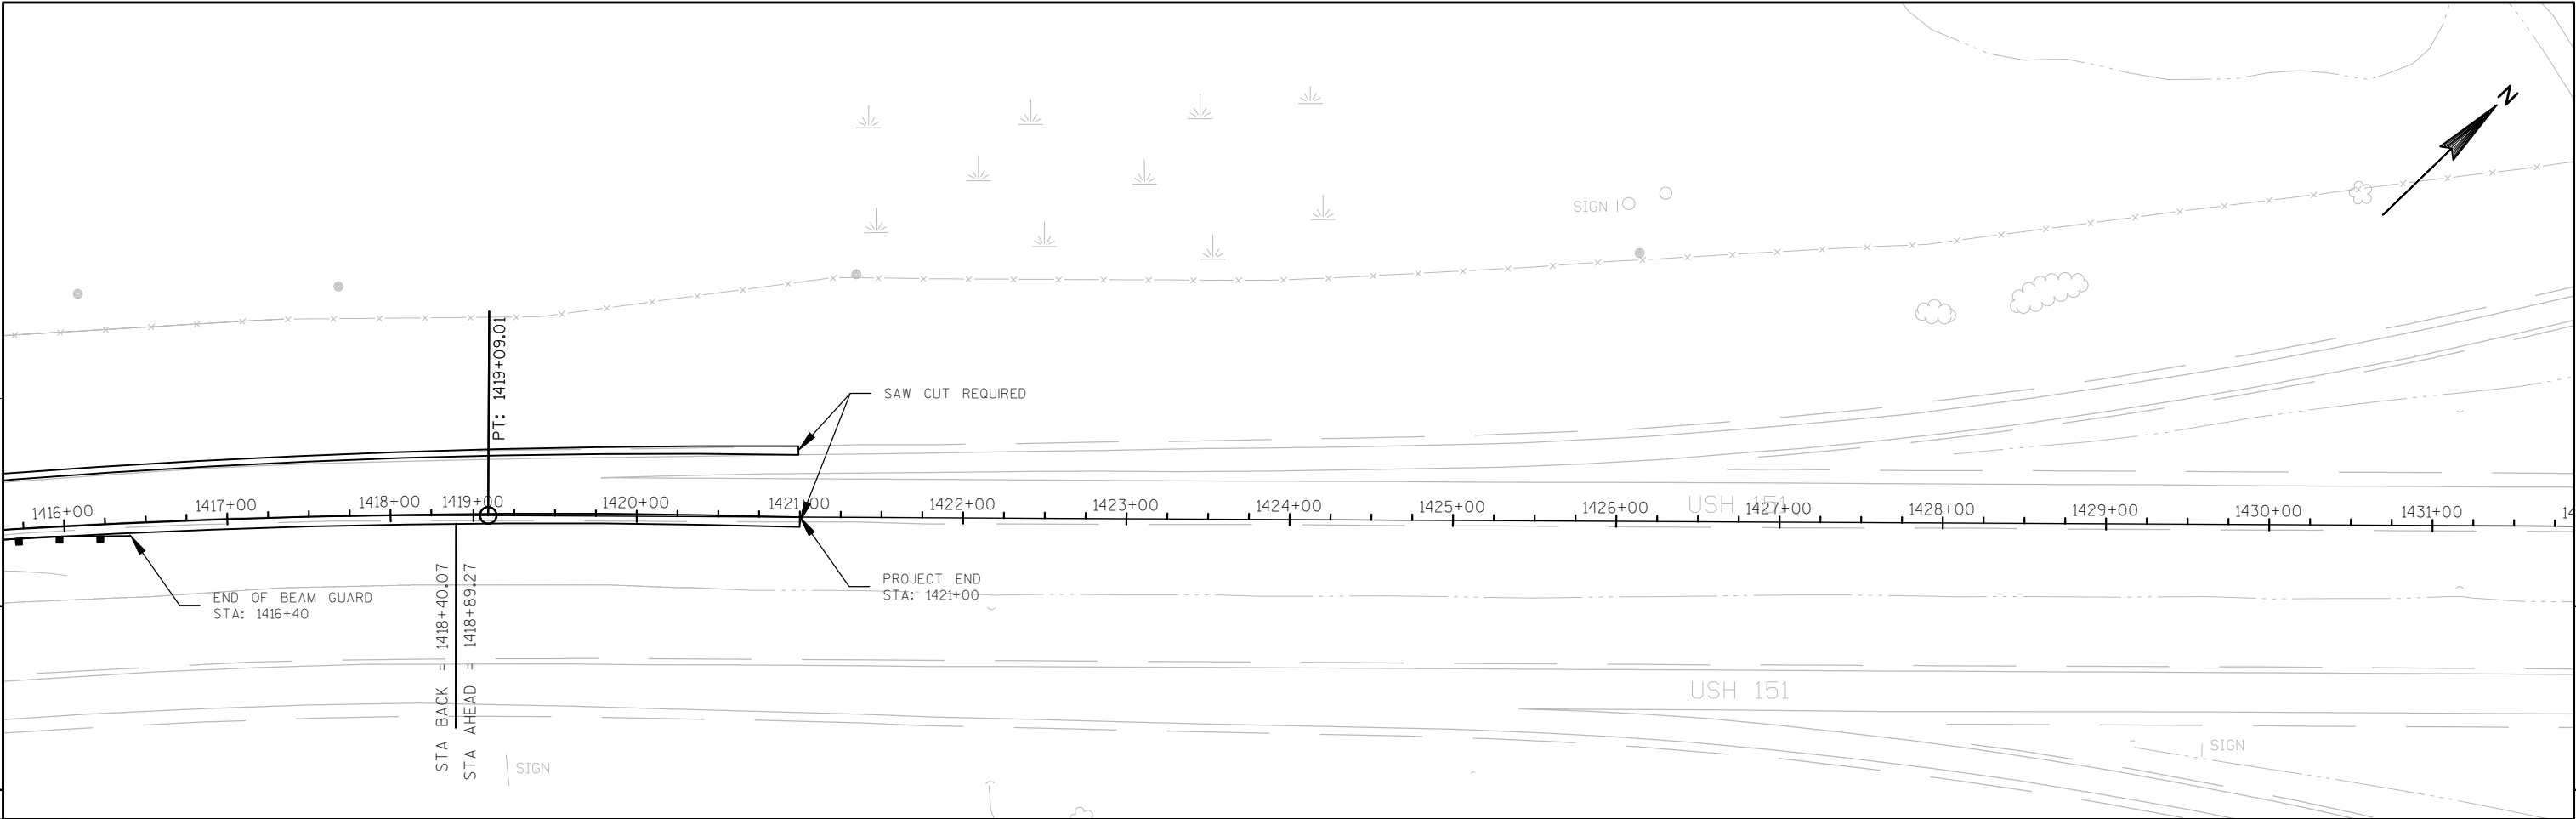 N
SIGN
PT: 1419+09.01
SAW CUT REQUIRED
1416+00
1417+00
1418+00
1419+00
1420+00
1421+00
1422+00
1423+00
1424+00
1425+00
1426+00
USH 151
1427+00
1428+00
1429+00
1430+00
1431+00
14
END OF BEAM GUARD
STA: 1416+40
STA BACK = 1418+40.07
STA AHEAD = 1418+89.27
PROJECT END
STA: 1421+00
USH 151
SIGN
SIGN